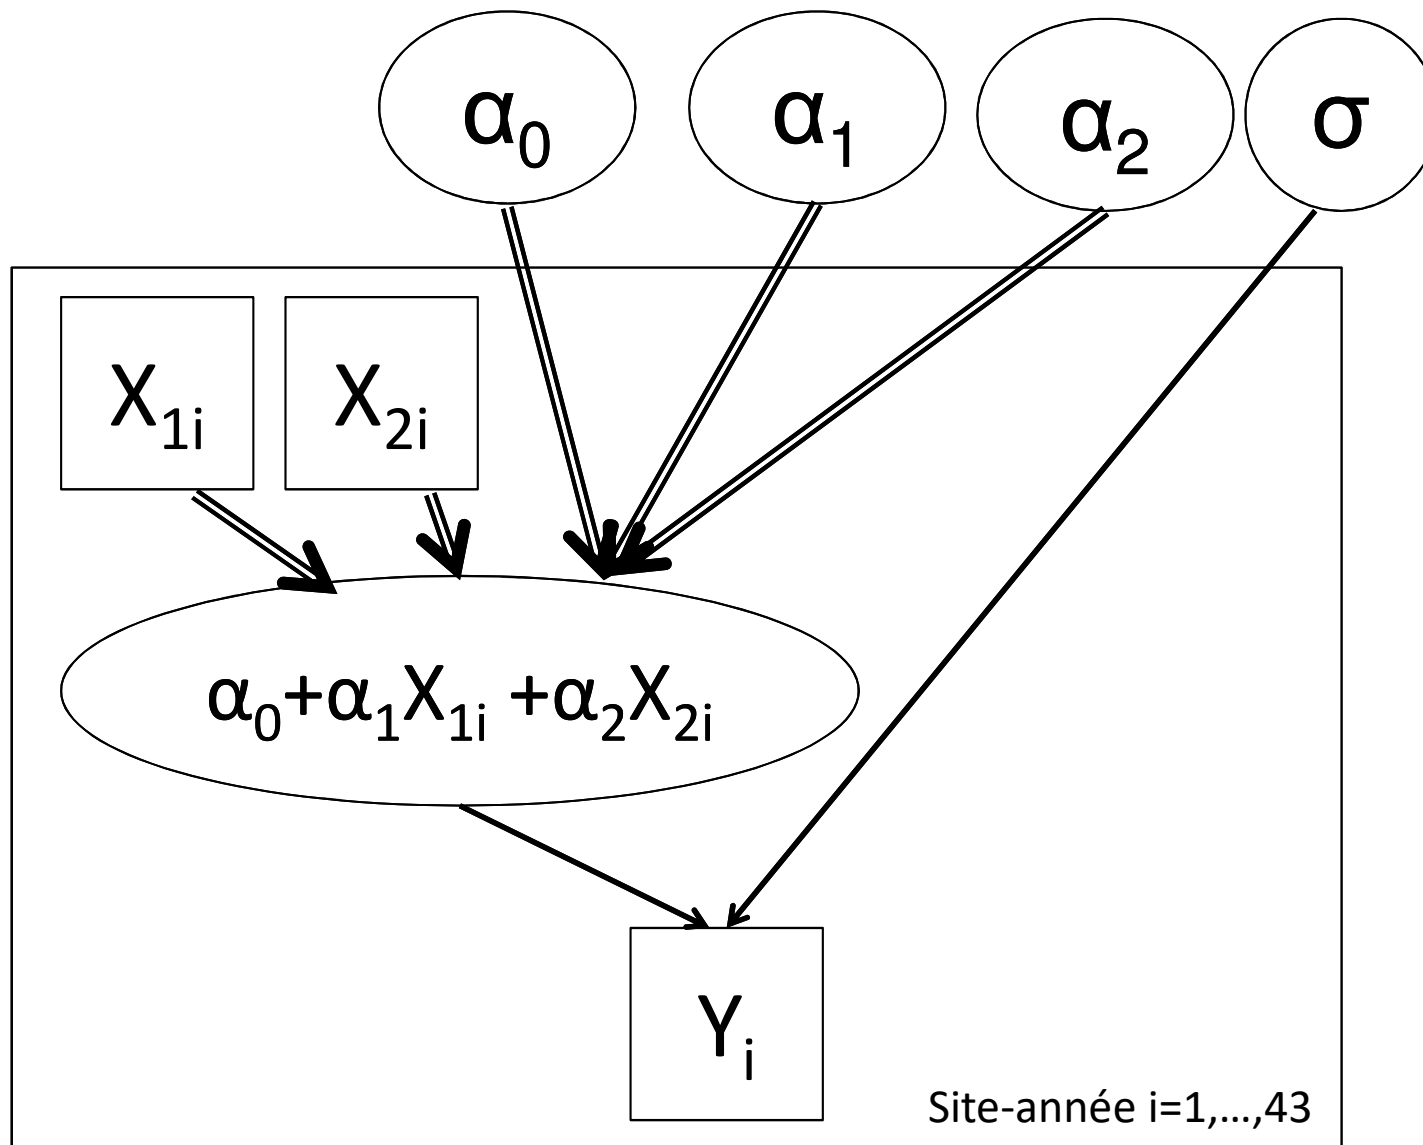 α₀ α₁ α₂ σ
X₁ᵢ X₂ᵢ
α₀+α₁X₁ᵢ +α₂X₂ᵢ
Yᵢ
Site-année i=1,...,43